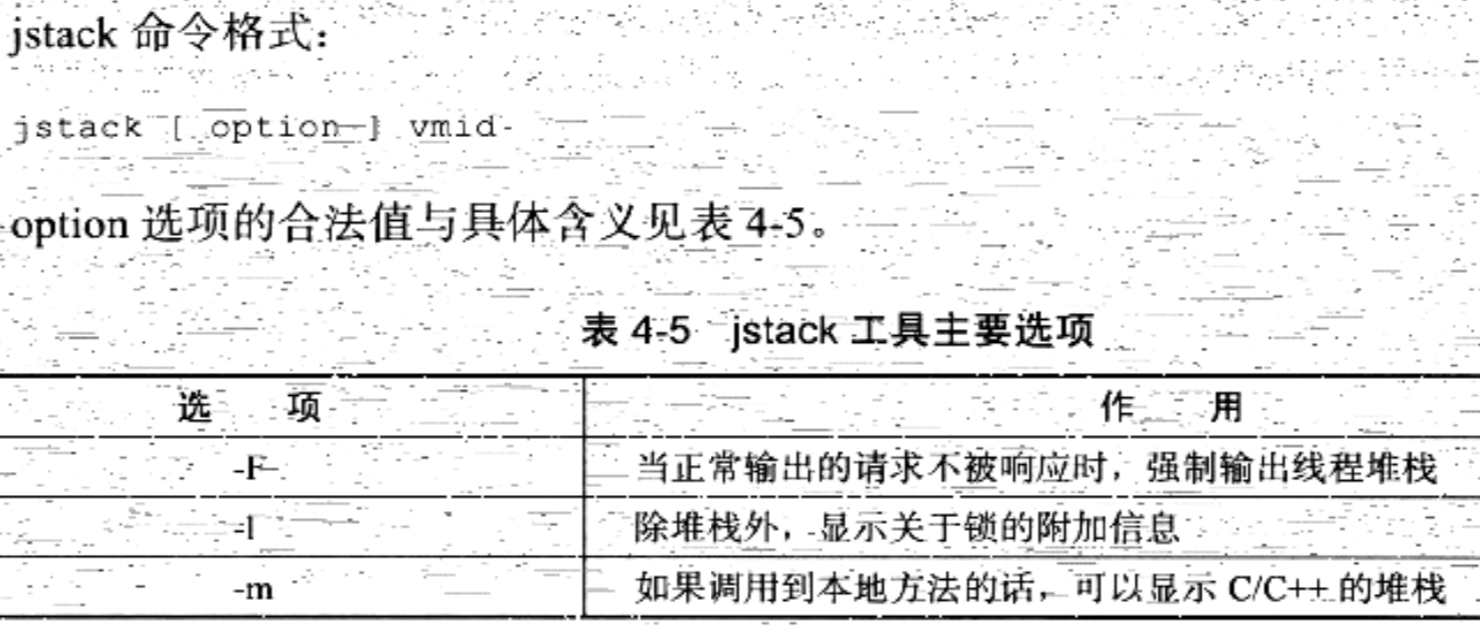 jstack 命令格式：
jstack [ option ] vmid
option 选项的合法值与具体含义见表 4-5。
表 4-5 jstack 工具主要选项
选 项 作 用
-F 当正常输出的请求不被响应时，强制输出线程堆栈
-l 除堆栈外，显示关于锁的附加信息
-m 如果调用到本地方法的话，可以显示 C/C++ 的堆栈